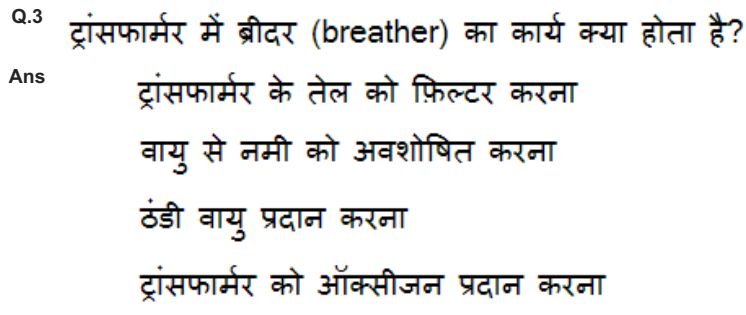 Q.3 ट्रांसफार्मर में ब्रीदर (breather) का कार्य क्या होता है?
Ans ट्रांसफार्मर के तेल को फ़िल्टर करना
वायु से नमी को अवशोषित करना
ठंडी वायु प्रदान करना
ट्रांसफार्मर को ऑक्सीजन प्रदान करना